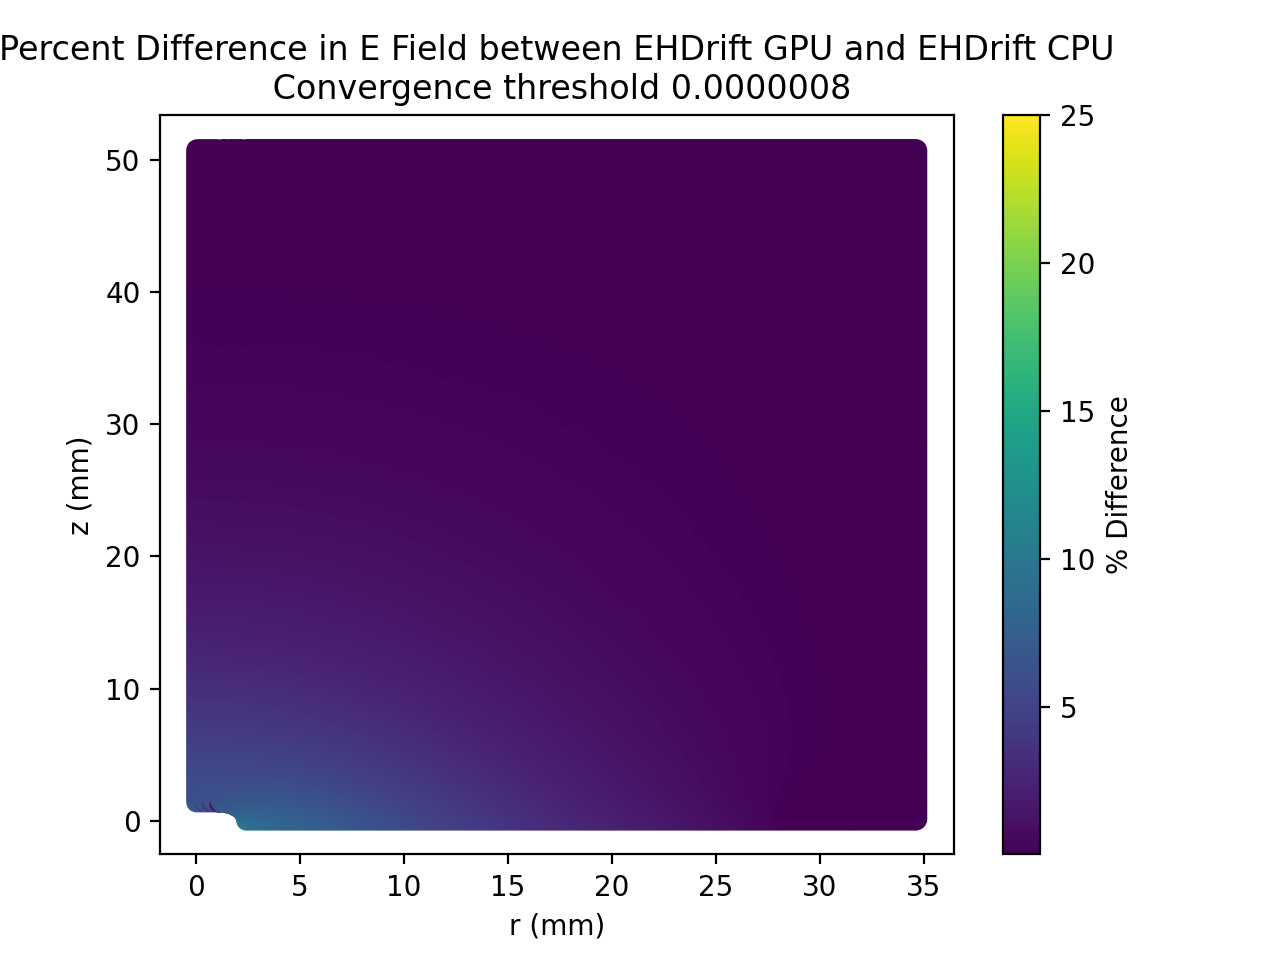 Percent Difference in E Field between EHDrift GPU and EHDrift CPU
Convergence threshold 0.0000008
50
40
30
20
10
0
z (mm)
0 5 10 15 20 25 30 35
r (mm)
25
20
15
10
5
% Difference